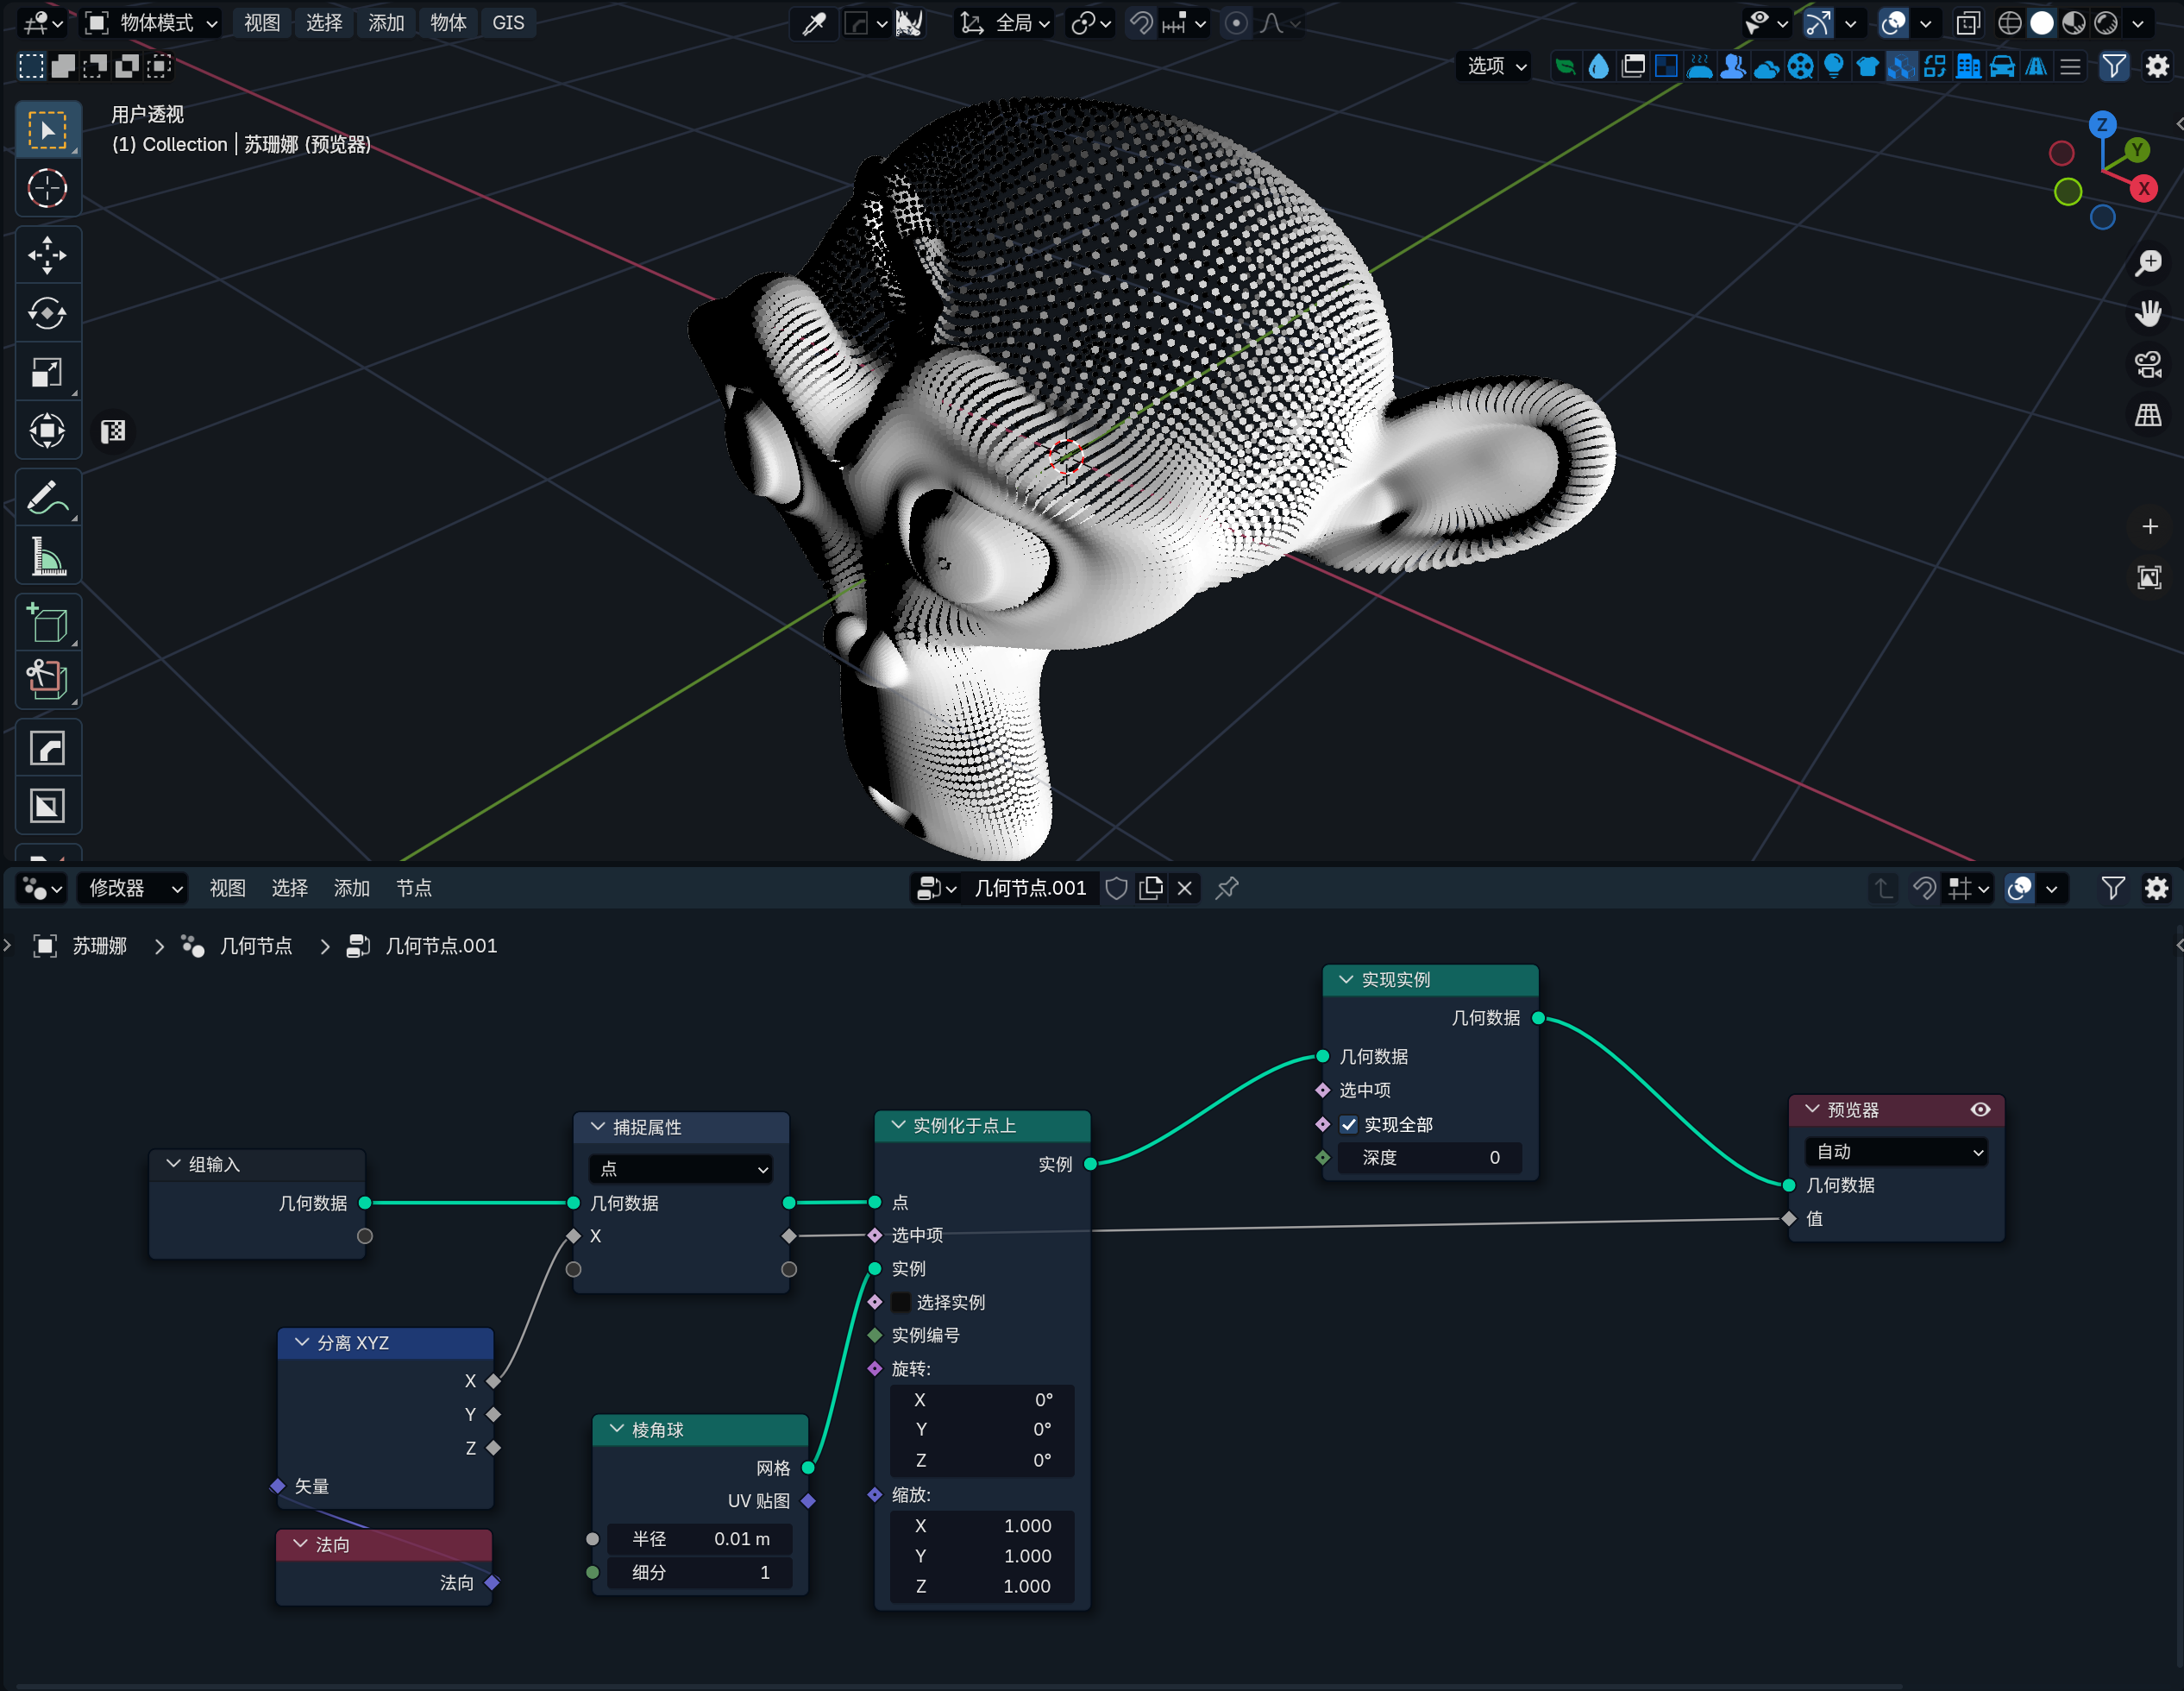 物体模式 视图 选择 添加 物体 GIS 全局
选项
用户透视
(1) Collection | 苏珊娜 (预览器)
Z
Y
X
修改器 视图 选择 添加 节点 几何节点.001
苏珊娜 > 几何节点 > 几何节点.001
实现实例
几何数据
几何数据
选中项
实现全部
深度 0
预览器
自动
几何数据
值
捕捉属性
点
几何数据
X
实例化于点上
实例
点
选中项
实例
选择实例
实例编号
旋转:
X 0°
Y 0°
Z 0°
缩放:
X 1.000
Y 1.000
Z 1.000
组输入
几何数据
分离 XYZ
X
Y
Z
矢量
棱角球
网格
UV 贴图
半径 0.01 m
细分 1
法向
法向